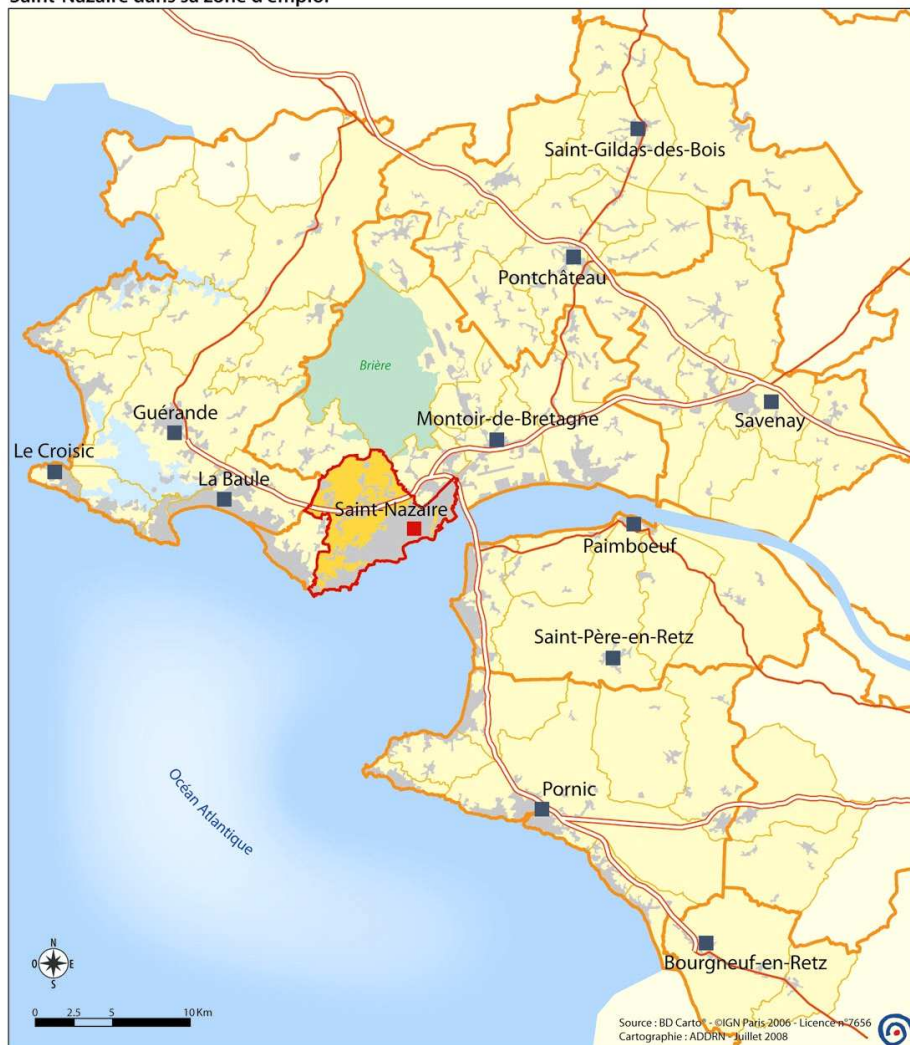 Saint-Nazaire dans sa zone d'emploi
Saint-Gildas-des-Bois
Pontchâteau
Brière
Guérande
Montoir-de-Bretagne
Savenay
Le Croisic
La Baule
Saint-Nazaire
Paimboeuf
Saint-Père-en-Retz
Océan Atlantique
Pornic
Bourgneuf-en-Retz
N
O E
S
0 2.5 5 10 Km
Source : BD Carto® - ©IGN Paris 2006 - Licence n°7656
Cartographie : ADDRN - Juillet 2008